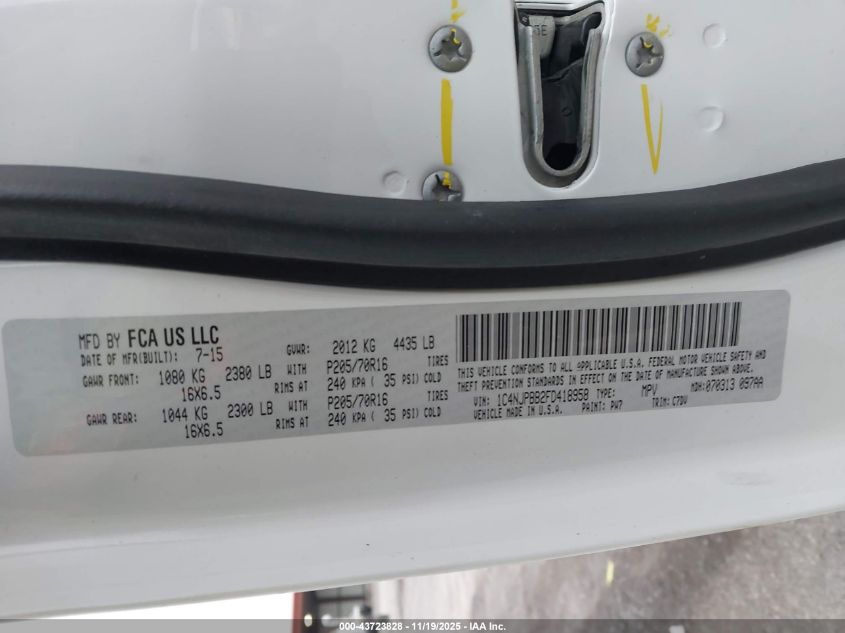 MFD BY FCA US LLC
DATE OF MFR(BUILT): 7-15 GVWR: 2012 KG 4435 LB
GAWR FRONT: 1080 KG 2380 LB WITH P205/70R16 TIRES
16X6.5 RIMS AT 240 KPA ( 35 PSI) COLD
GAWR REAR: 1044 KG 2300 LB WITH P205/70R16 TIRES
16X6.5 RIMS AT 240 KPA ( 35 PSI) COLD
THIS VEHICLE CONFORMS TO ALL APPLICABLE U.S.A. FEDERAL MOTOR VEHICLE SAFETY AND
THEFT PREVENTION STANDARDS IN EFFECT ON THE DATE OF MANUFACTURE SHOWN ABOVE.
VIN: 1C4NJPBB2FD418958 TYPE: MPV MDH: 070313 097AA
VEHICLE MADE IN U.S.A. PAINT: PW7 TRIM: C7DV
000-43723828 - 11/19/2025 - IAA Inc.